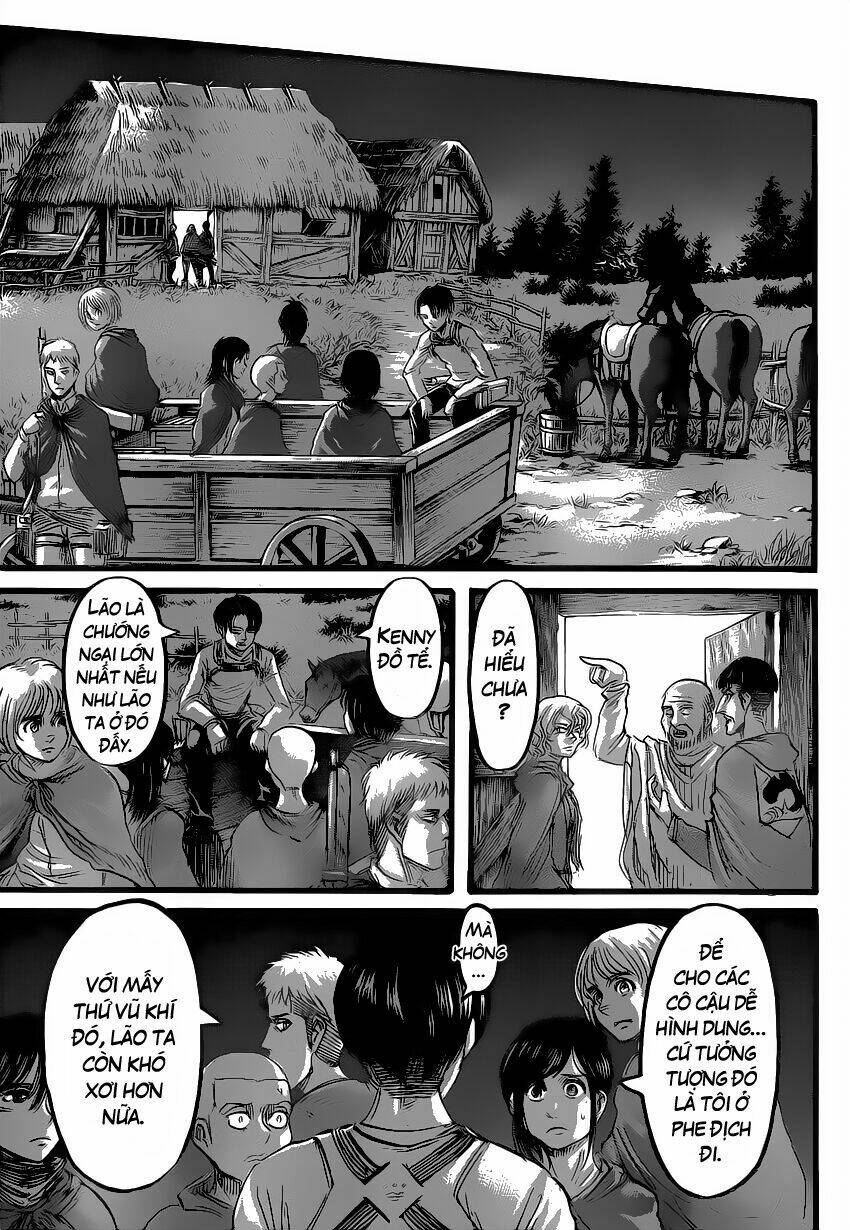 ĐÃ
HIỂU
CHƯA
?
KENNY
ĐỒ TỂ.
LÃO LÀ
CHƯỚNG
NGẠI LỚN
NHẤT NẾU
NHƯ LÃO
TA Ở ĐÓ
ĐẤY.
ĐỂ
CHO CÁC
CÔ CẬU DỄ
HÌNH DUNG...
CỨ TƯỞNG
TƯỢNG ĐÓ
LÀ TÔI Ở
PHE ĐỊCH
ĐI.
MÀ
KHÔNG
...
VỚI MẤY
THỨ VŨ KHÍ
ĐÓ, LÃO TA
CÒN KHÓ
XƠI HƠN
NỮA.